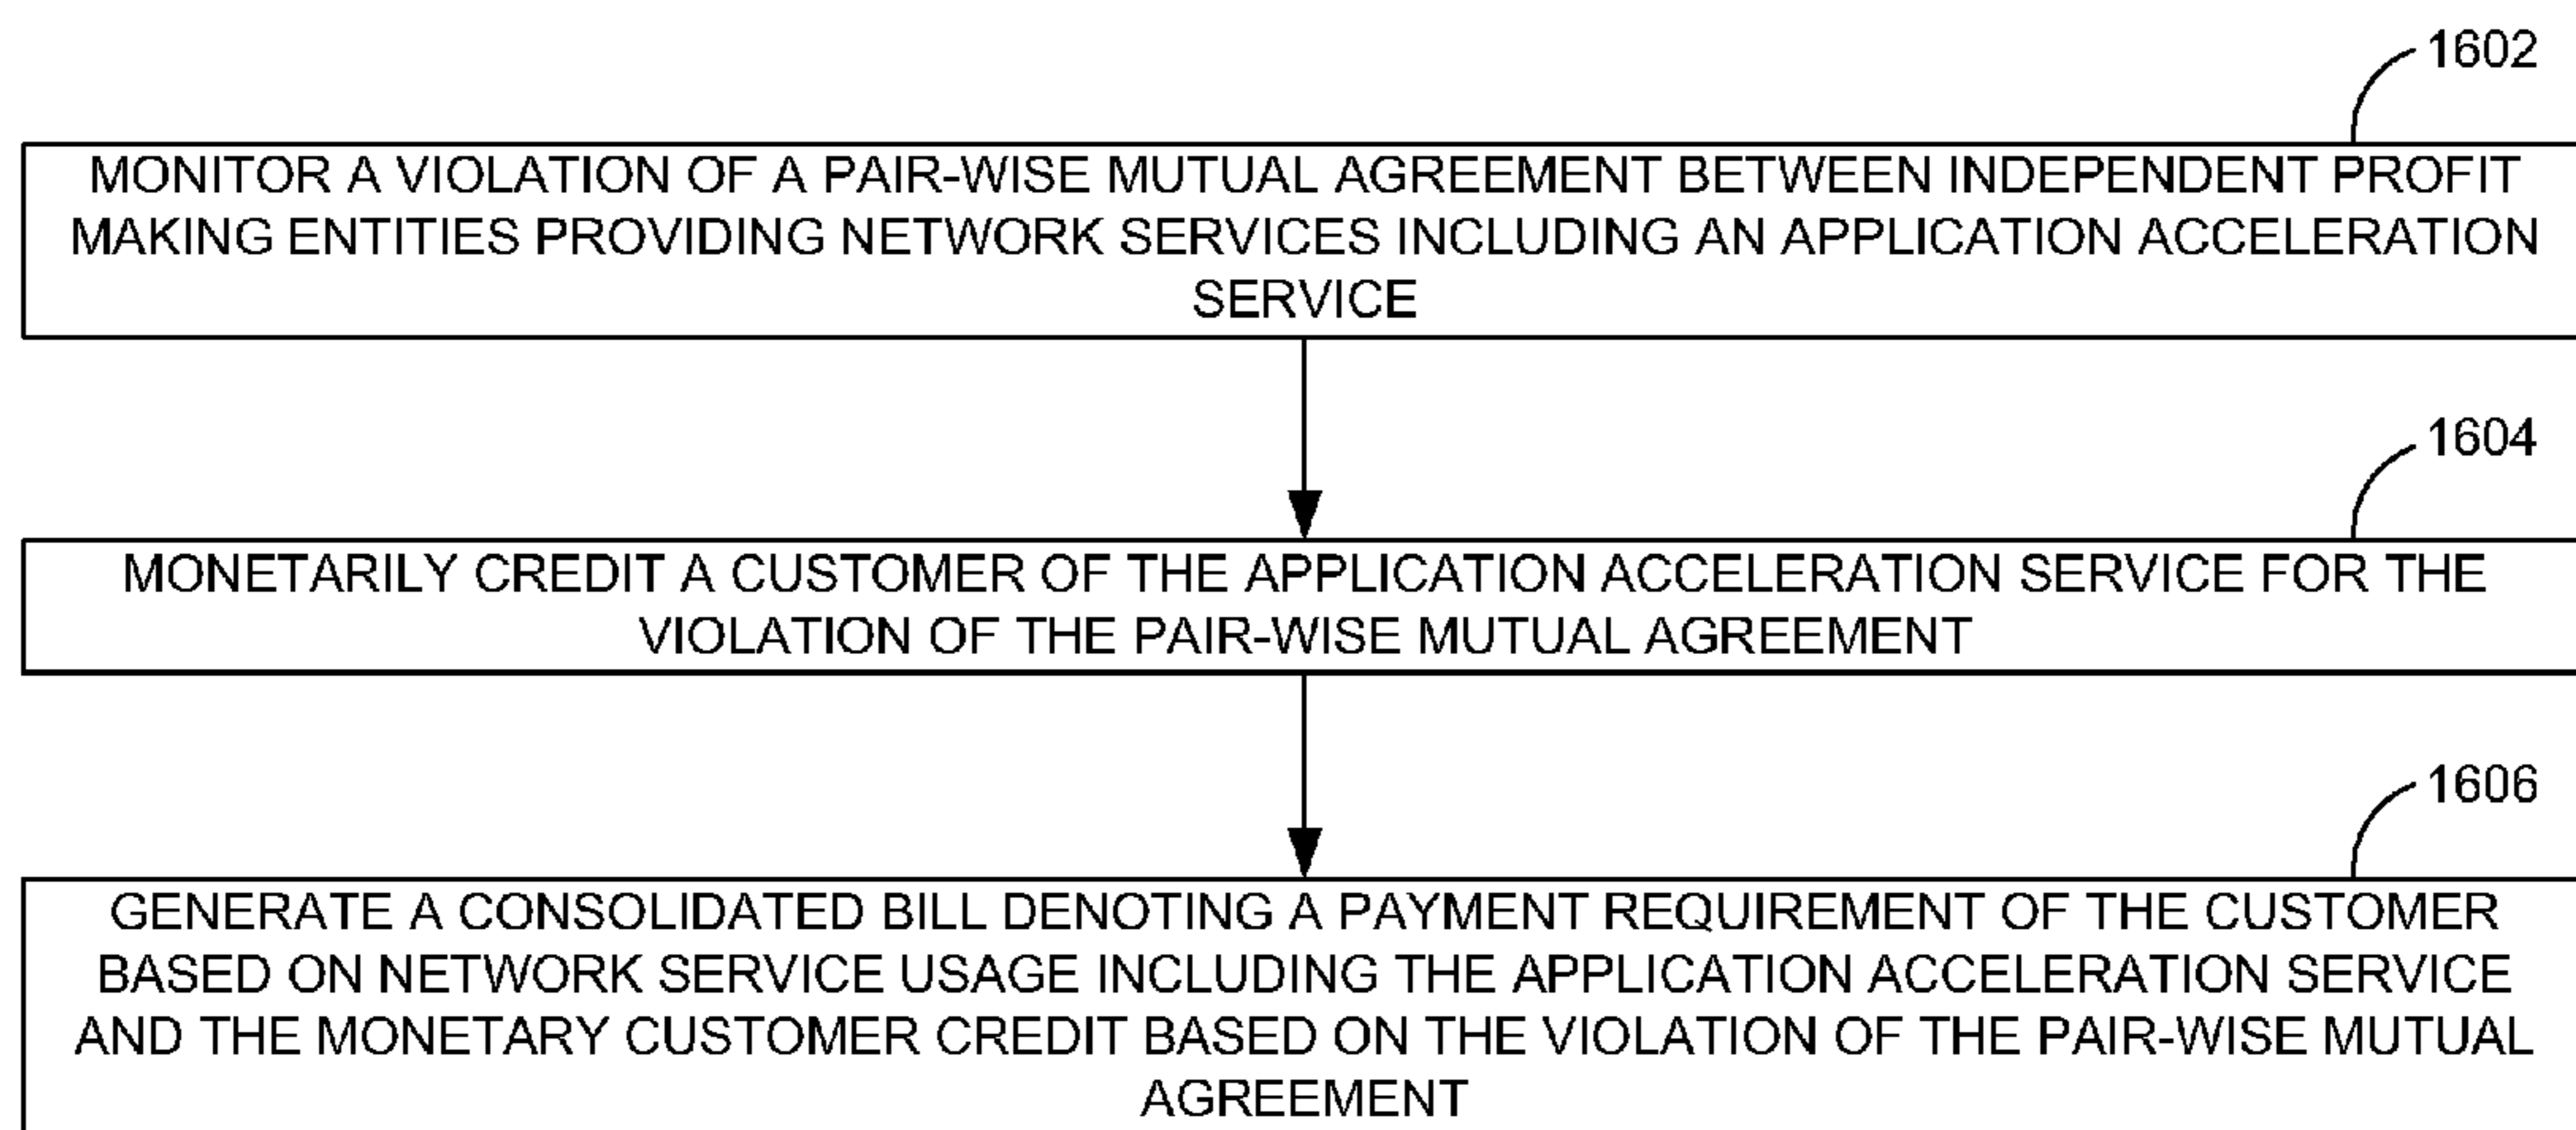 1602
MONITOR A VIOLATION OF A PAIR-WISE MUTUAL AGREEMENT BETWEEN INDEPENDENT PROFIT
MAKING ENTITIES PROVIDING NETWORK SERVICES INCLUDING AN APPLICATION ACCELERATION
SERVICE
1604
MONETARILY CREDIT A CUSTOMER OF THE APPLICATION ACCELERATION SERVICE FOR THE
VIOLATION OF THE PAIR-WISE MUTUAL AGREEMENT
1606
GENERATE A CONSOLIDATED BILL DENOTING A PAYMENT REQUIREMENT OF THE CUSTOMER
BASED ON NETWORK SERVICE USAGE INCLUDING THE APPLICATION ACCELERATION SERVICE
AND THE MONETARY CUSTOMER CREDIT BASED ON THE VIOLATION OF THE PAIR-WISE MUTUAL
AGREEMENT